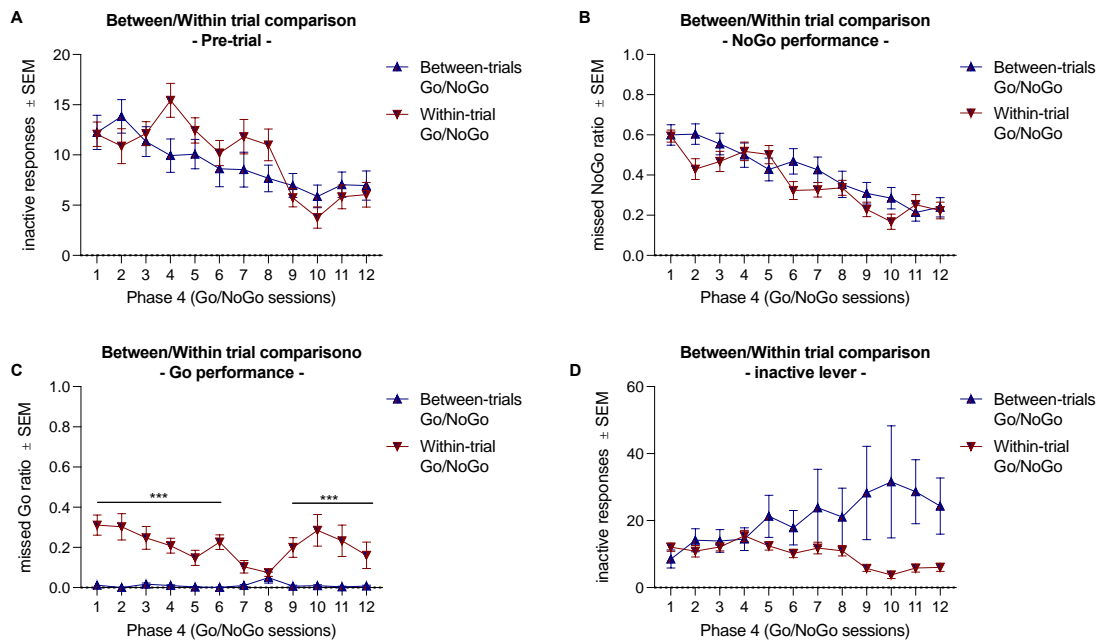 A
Between/Within trial comparisono
- Pre-trial -
inactive responses ± SEM
20
15
10
5
0
1 2 3 4 5 6 7 8 9 10 11 12
Phase 4 (Go/NoGo sessions)
Between-trials
Go/NoGo
Within-trial
Go/NoGo
B
Between/Within trial comparison
- NoGo performance -
missed NoGo ratio ± SEM
1.0
0.8
0.6
0.4
0.2
0.0
1 2 3 4 5 6 7 8 9 10 11 12
Phase 4 (Go/NoGo sessions)
Between-trials
Go/NoGo
Within-trial
Go/NoGo
C
Between/Within trial comparisono
- Go performance -
missed Go ratio ± SEM
1.0
0.8
0.6
0.4
0.2
0.0
*** ***
1 2 3 4 5 6 7 8 9 10 11 12
Phase 4 (Go/NoGo sessions)
Between-trials
Go/NoGo
Within-trial
Go/NoGo
D
Between/Within trial comparison
- inactive lever -
inactive responses ± SEM
60
40
20
0
1 2 3 4 5 6 7 8 9 10 11 12
Phase 4 (Go/NoGo sessions)
Between-trials
Go/NoGo
Within-trial
Go/NoGo